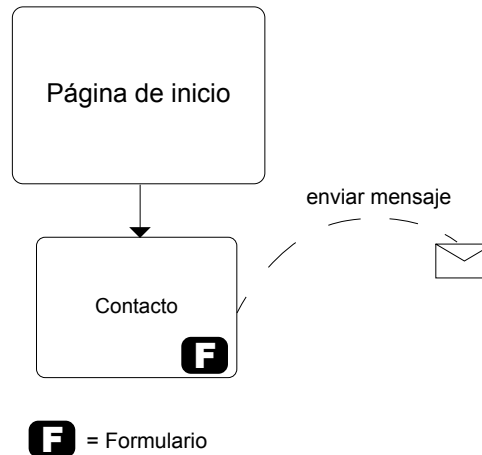 Página de inicio
enviar mensaje
Contacto
F
F = Formulario